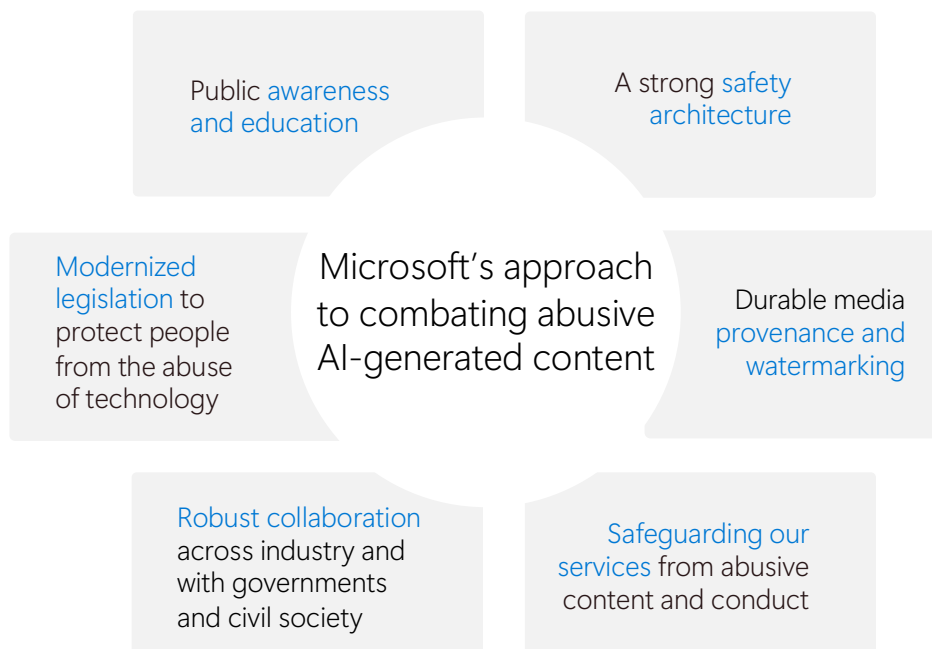 Public awareness
and education
A strong safety
architecture
Microsoft’s approach
to combating abusive
AI-generated content
Modernized
legislation to
protect people
from the abuse
of technology
Durable media
provenance and
watermarking
Robust collaboration
across industry and
with governments
and civil society
Safeguarding our
services from abusive
content and conduct